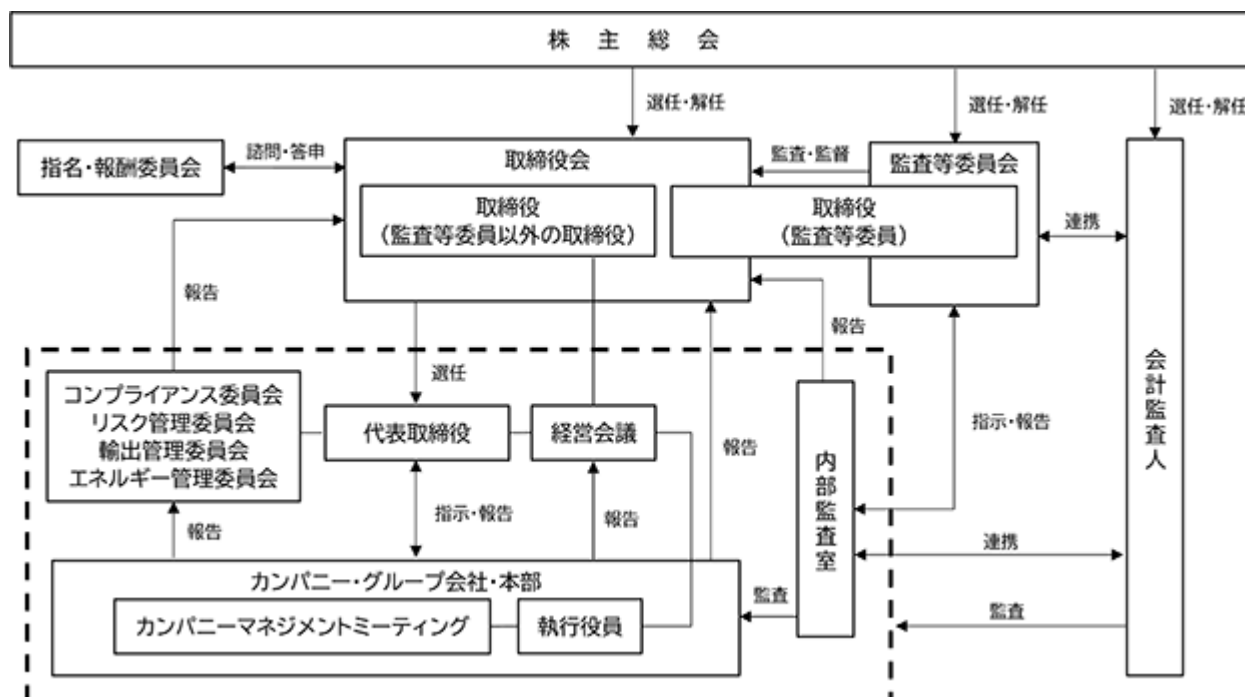 株主総会
選任・解任
選任・解任
選任・解任
指名・報酬委員会
諮問・答申
取締役会
監査・監督
監査等委員会
取締役
（監査等委員以外の取締役）
取締役
（監査等委員）
連携
報告
報告
会計監査人
選任
コンプライアンス委員会
リスク管理委員会
輸出管理委員会
エネルギー管理委員会
代表取締役
経営会議
報告
内部監査室
指示・報告
報告
指示・報告
報告
連携
カンパニー・グループ会社・本部
カンパニーマネジメントミーティング
執行役員
監査
監査